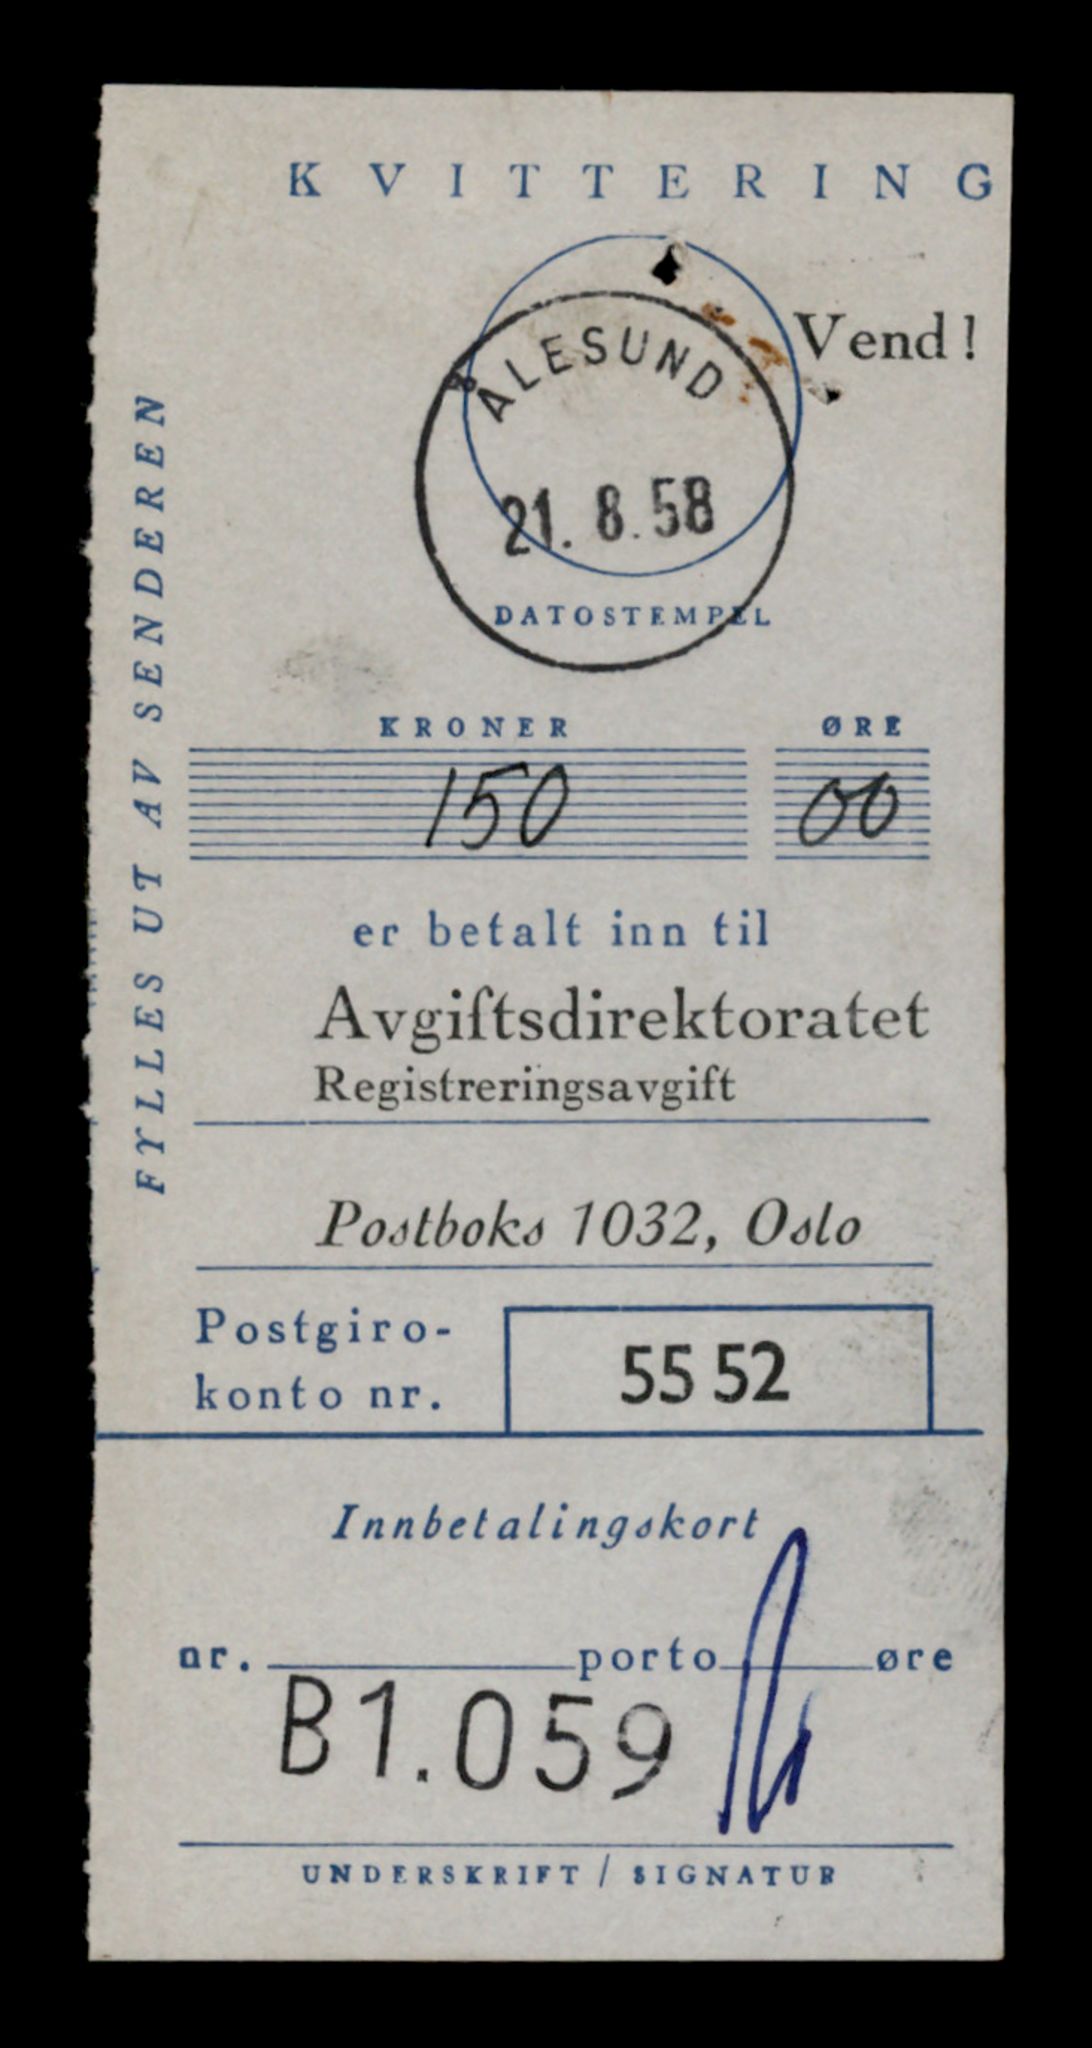 KVITTERING
Vend!
ÅLESUND
21. 8. 58
DATOSTEMPEL
FYLLES UT AV SENDEREN
KRONER ØRE
150 00
er betalt inn til
Avgiftsdirektoratet
Registreringsavgift
Postboks 1032, Oslo
Postgiro-
konto nr.
55 52
Innbetalingskort
nr. porto øre
B1.059
UNDERSKRIFT / SIGNATUR